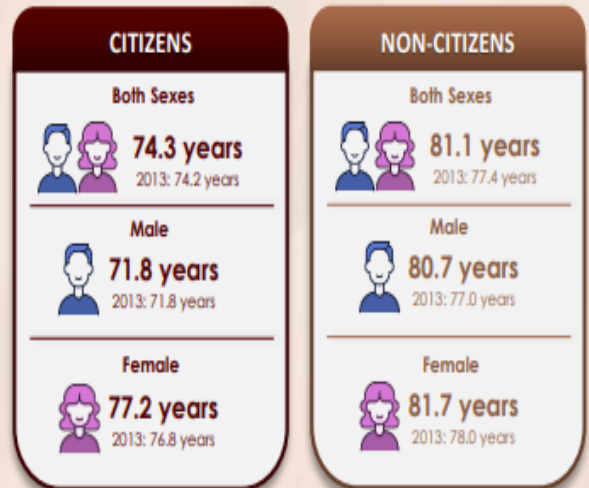 CITIZENS
Both Sexes
74.3 years
2013: 74.2 years
Male
71.8 years
2013: 71.8 years
Female
77.2 years
2013: 76.8 years
NON-CITIZENS
Both Sexes
81.1 years
2013: 77.4 years
Male
80.7 years
2013: 77.0 years
Female
81.7 years
2013: 78.0 years